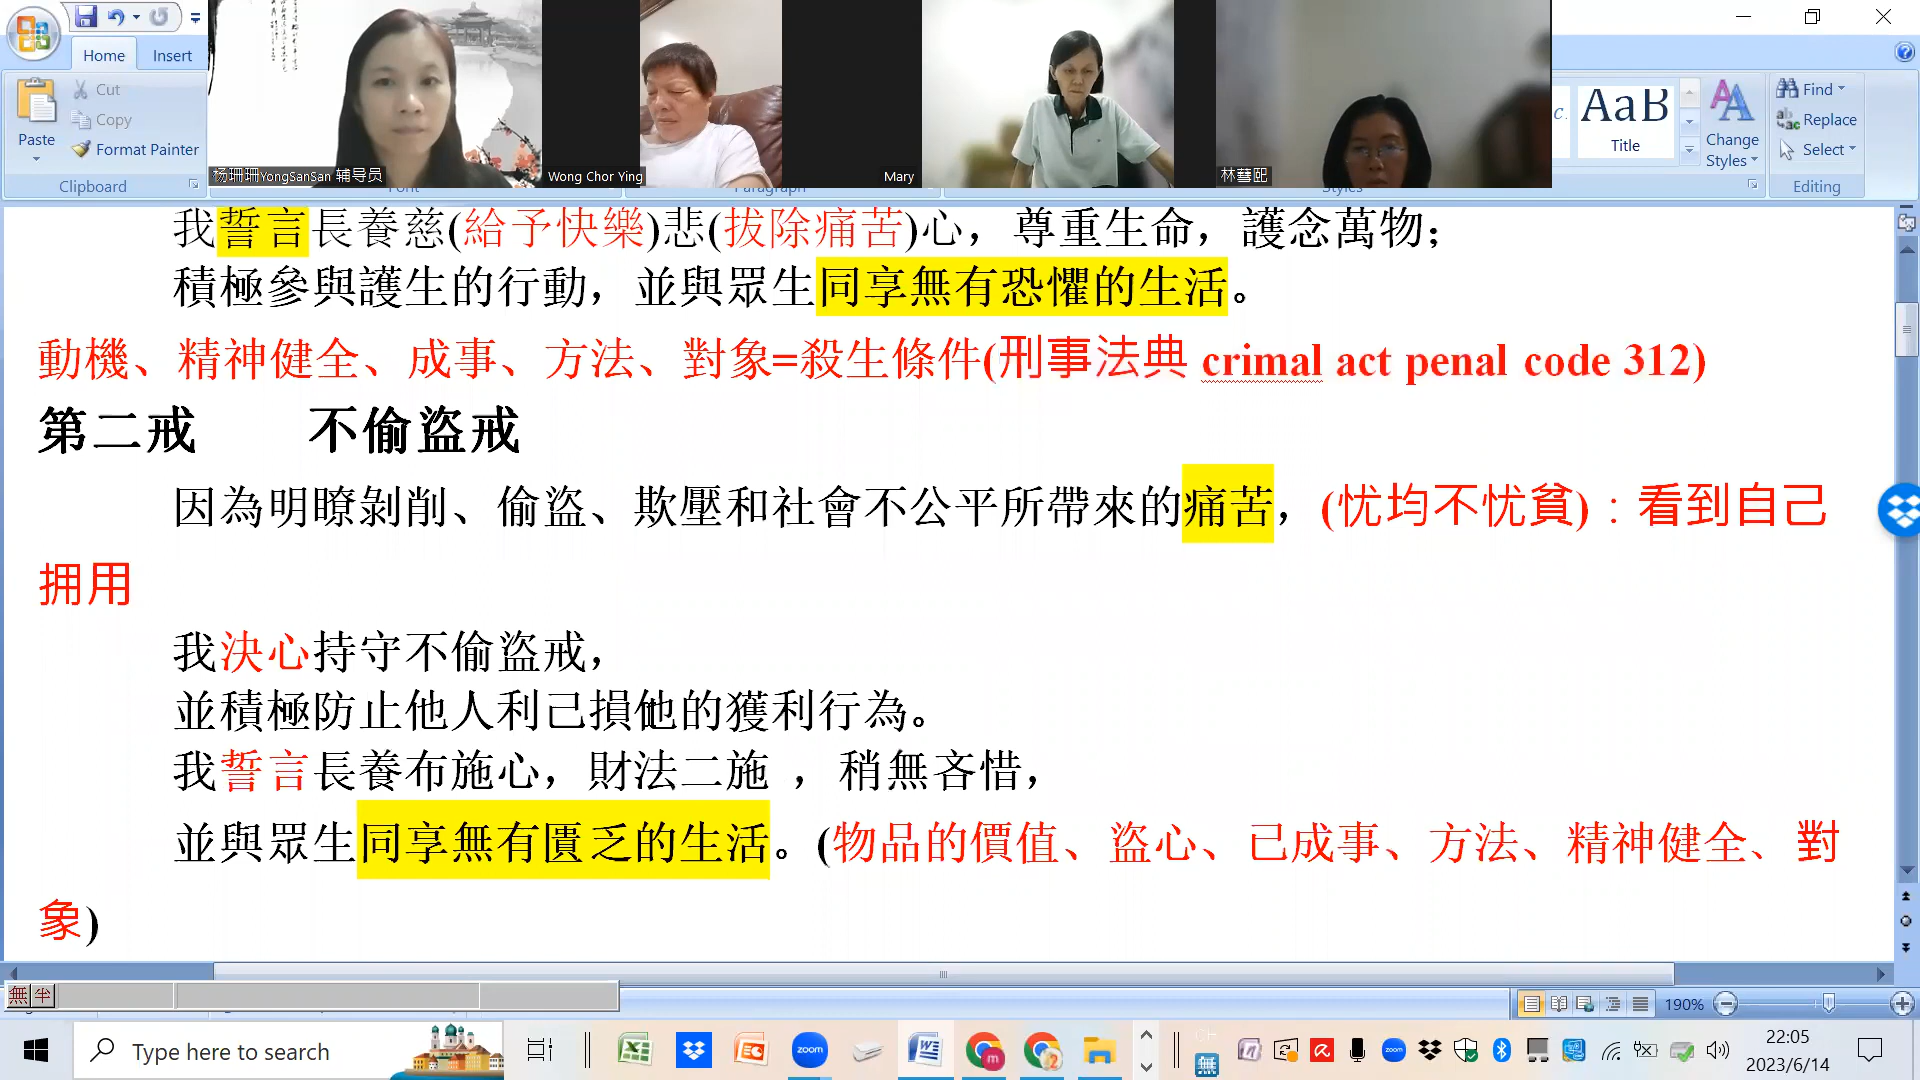 Home
Insert
Cut
Copy
Format Painter
Paste
Clipboard
杨珊珊YongSanSan 辅导员
Wong Chor Ying
Mary
AaB
Title
Change
Styles
Find
Replace
Select
Editing
我誓言長養慈(給予快樂)悲(拔除痛苦)心，尊重生命，護念萬物；
積極參與護生的行動，並與眾生同享無有恐懼的生活。
動機、精神健全、成事、方法、對象=殺生條件(刑事法典 crimal act penal code 312)
第二戒 不偷盜戒
因為明瞭剝削、偷盜、欺壓和社會不公平所帶來的痛苦，(忧均不忧貧)：看到自己
拥用
我決心持守不偷盜戒，
並積極防止他人利己損他的獲利行為。
我誓言長養布施心，財法二施 ，稍無吝惜，
並與眾生同享無有匱乏的生活。(物品的價值、盜心、已成事、方法、精神健全、對
象)
無 半
190%
Type here to search
zoom
22:05
2023/6/14